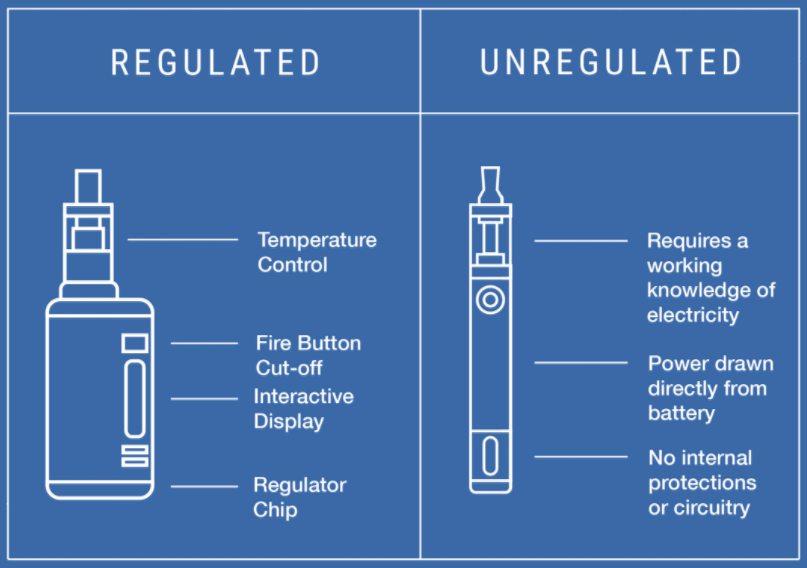 REGULATED
UNREGULATED
Temperature
Control
Fire Button
Cut-off
Interactive
Display
Regulator
Chip
Requires a
working
knowledge of
electricity
Power drawn
directly from
battery
No internal
protections
or circuitry